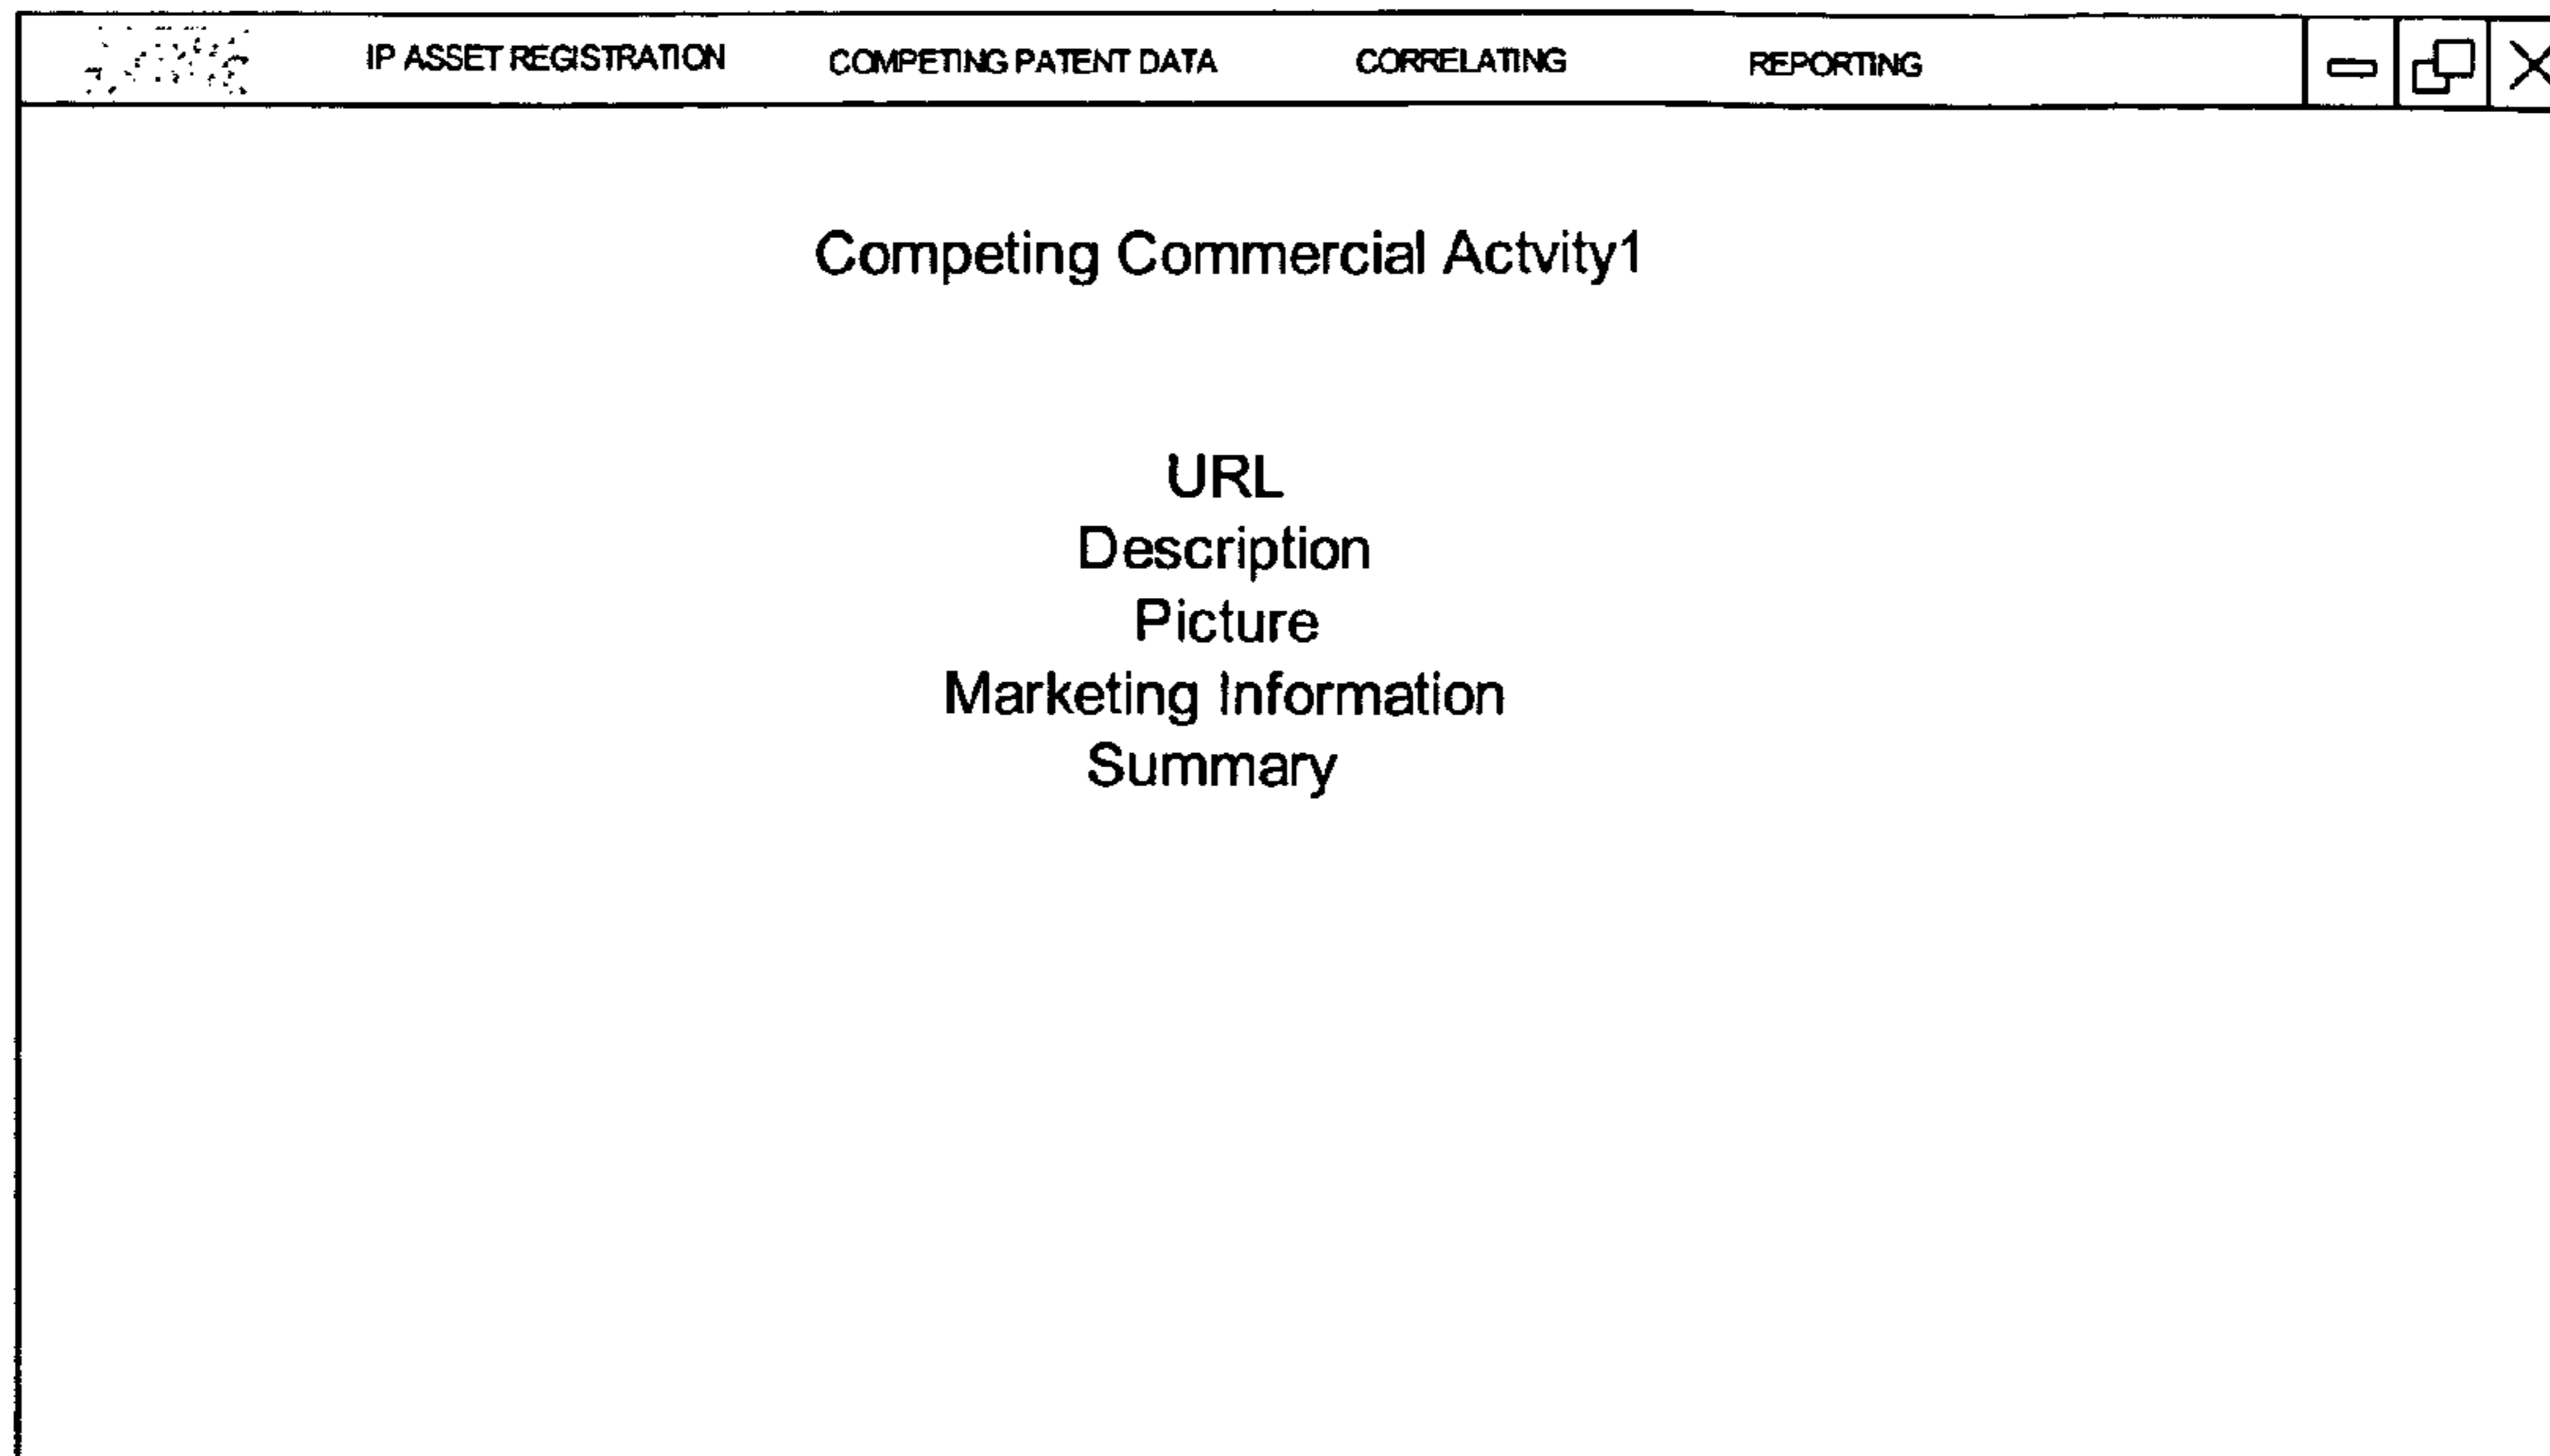 IP ASSET REGISTRATION COMPETING PATENT DATA CORRELATING REPORTING
Competing Commercial Actvity1
URL
Description
Picture
Marketing Information
Summary